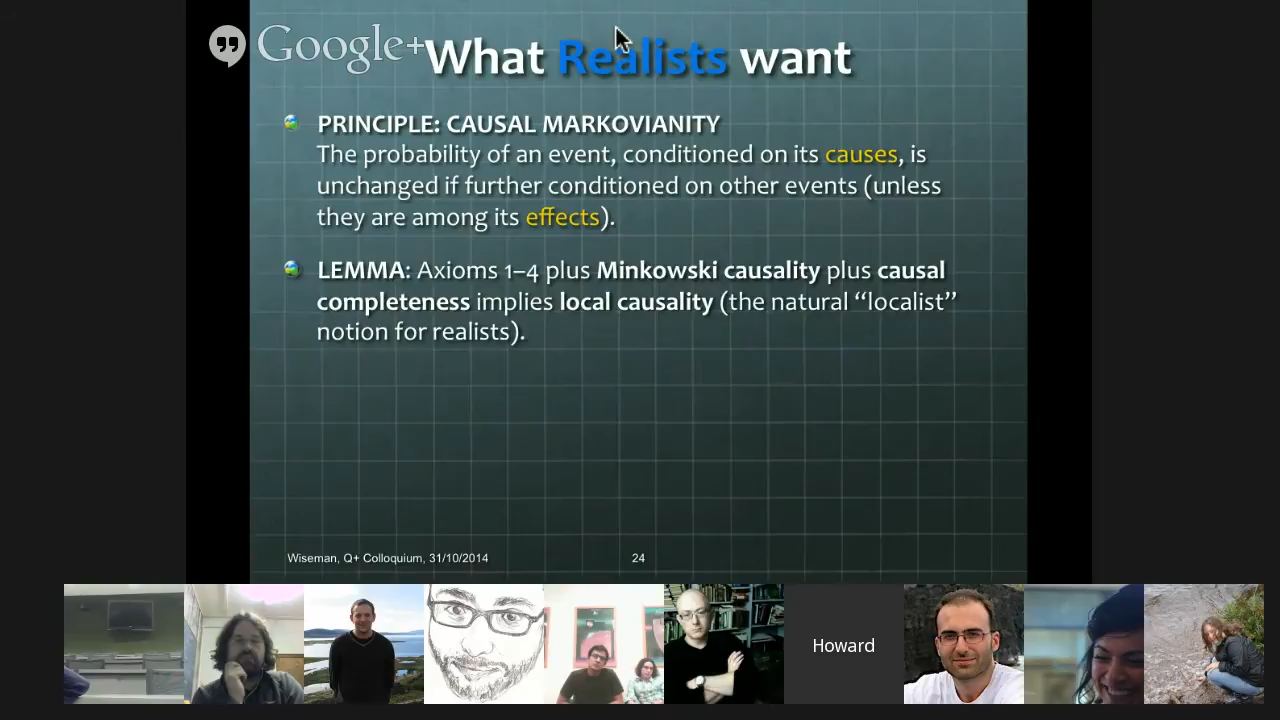 Google+
What Realists want
PRINCIPLE: CAUSAL MARKOVIANITY
The probability of an event, conditioned on its causes, is
unchanged if further conditioned on other events (unless
they are among its effects).
LEMMA: Axioms 1–4 plus Minkowski causality plus causal
completeness implies local causality (the natural “localist”
notion for realists).
Wiseman, Q+ Colloquium, 31/10/2014
24
Howard